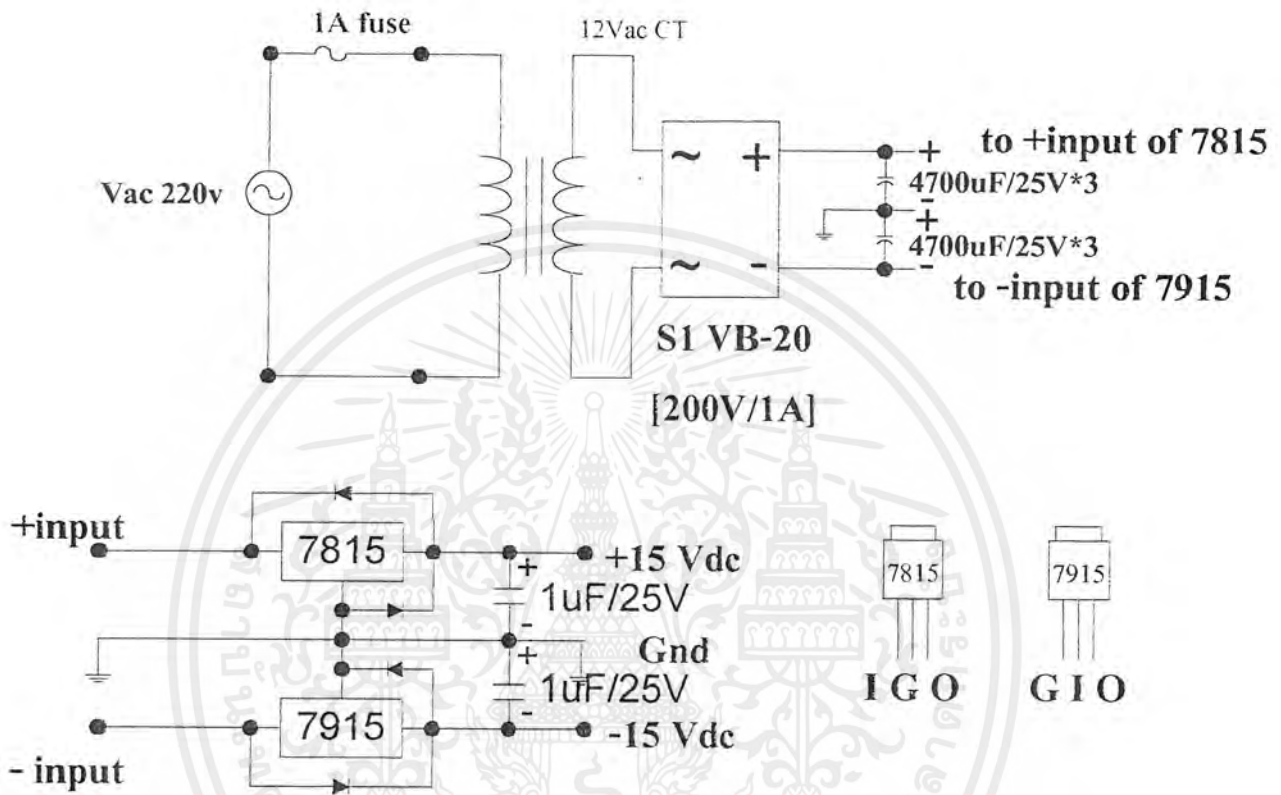 1A fuse
12Vac CT
Vac 220v
~ +
~ -
+ to +input of 7815
4700uF/25V*3
-
+
4700uF/25V*3
-
to -input of 7915
S1 VB-20
[200V/1A]
+input
7815
+ +15 Vdc
1uF/25V
-
+ Gnd
1uF/25V
-
7915
-15 Vdc
- input
7815
I G O
7915
G I O